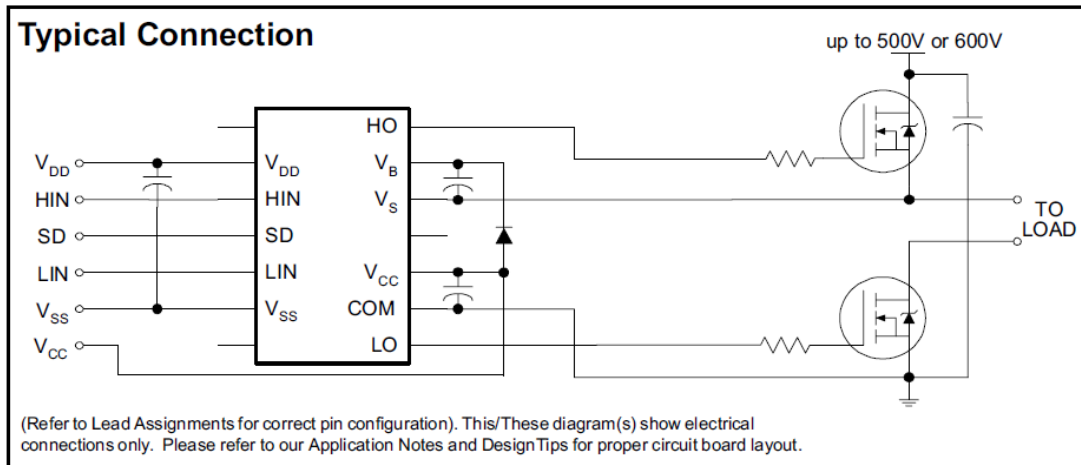 Typical Connection
up to 500V or 600V
HO
VDD
VDD
VB
HIN
HIN
VS
TO
LOAD
SD
SD
LIN
LIN
VCC
VSS
VSS
COM
VCC
LO
(Refer to Lead Assignments for correct pin configuration). This/These diagram(s) show electrical
connections only. Please refer to our Application Notes and DesignTips for proper circuit board layout.